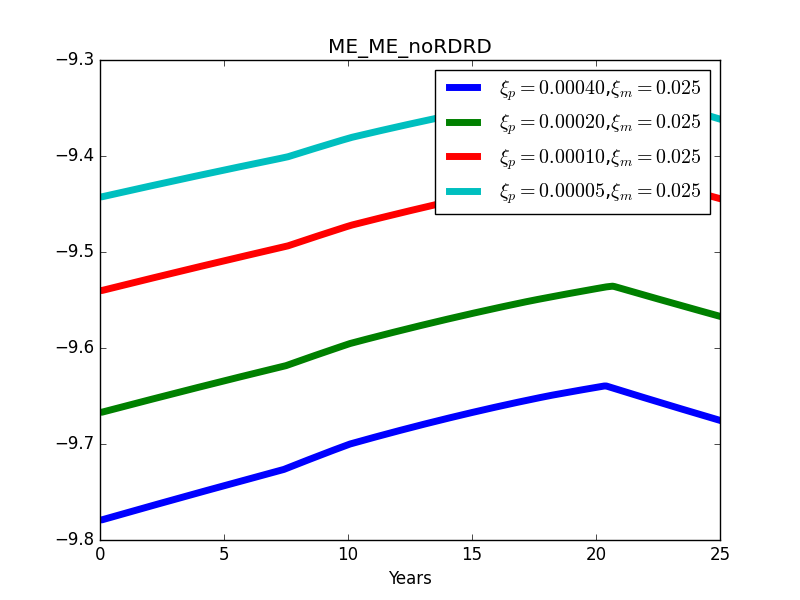 ME_ME_noRDRD
−9.3
−9.4
−9.5
−9.6
−9.7
−9.8
ξp = 0.00040,ξm = 0.025
ξp = 0.00020,ξm = 0.025
ξp = 0.00010,ξm = 0.025
ξp = 0.00005,ξm = 0.025
0 5 10 15 20 25
Years